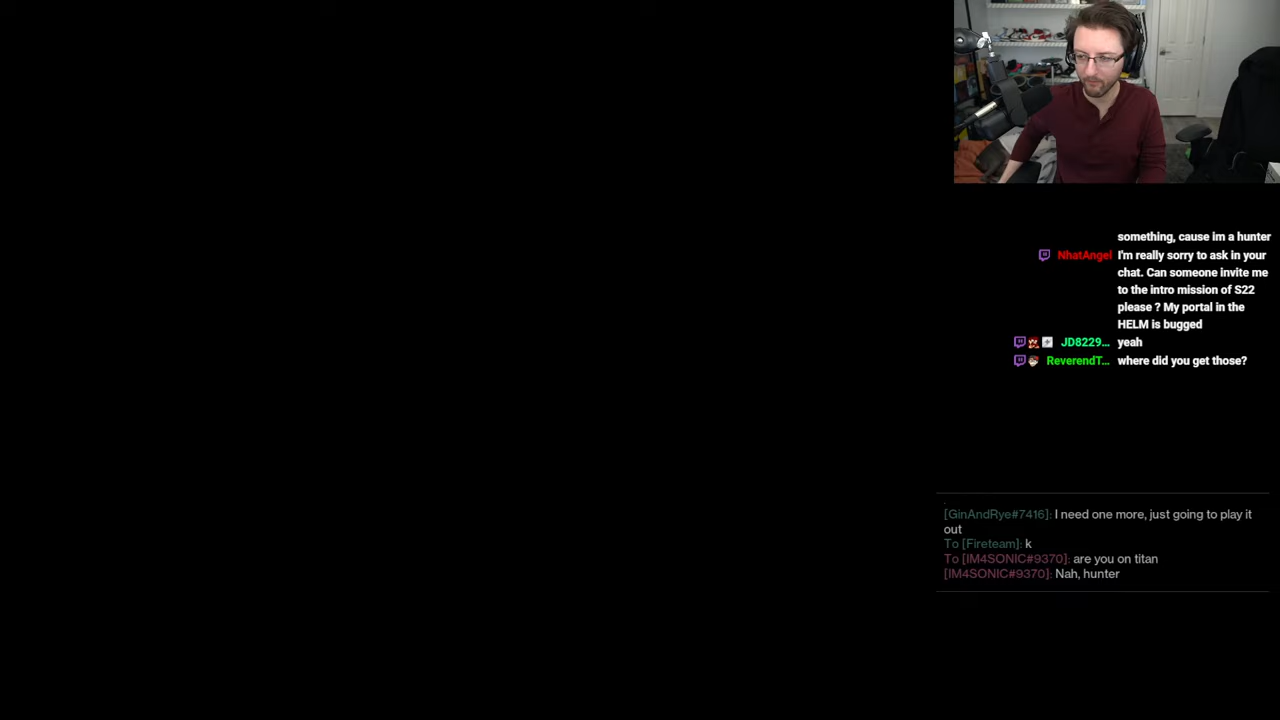 something, cause im a hunter
NhatAngel I'm really sorry to ask in your
chat. Can someone invite me
to the intro mission of S22
please ? My portal in the
HELM is bugged
JD8229... yeah
ReverendT... where did you get those?
[GinAndRye#7416]: I need one more, just going to play it
out
To [Fireteam]: k
To [IM4SONIC#9370]: are you on titan
[IM4SONIC#9370]: Nah, hunter